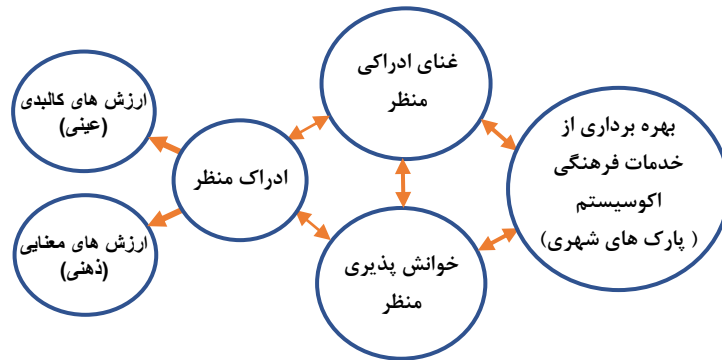 بهره برداری از
خدمات فرهنگی
اکوسیستم
( پارک های شهری)
غنای ادراکی
منظر
خوانش پذیری
منظر
ادراک منظر
ارزش های کالبدی
(عینی)
ارزش های معنایی
(ذهنی)